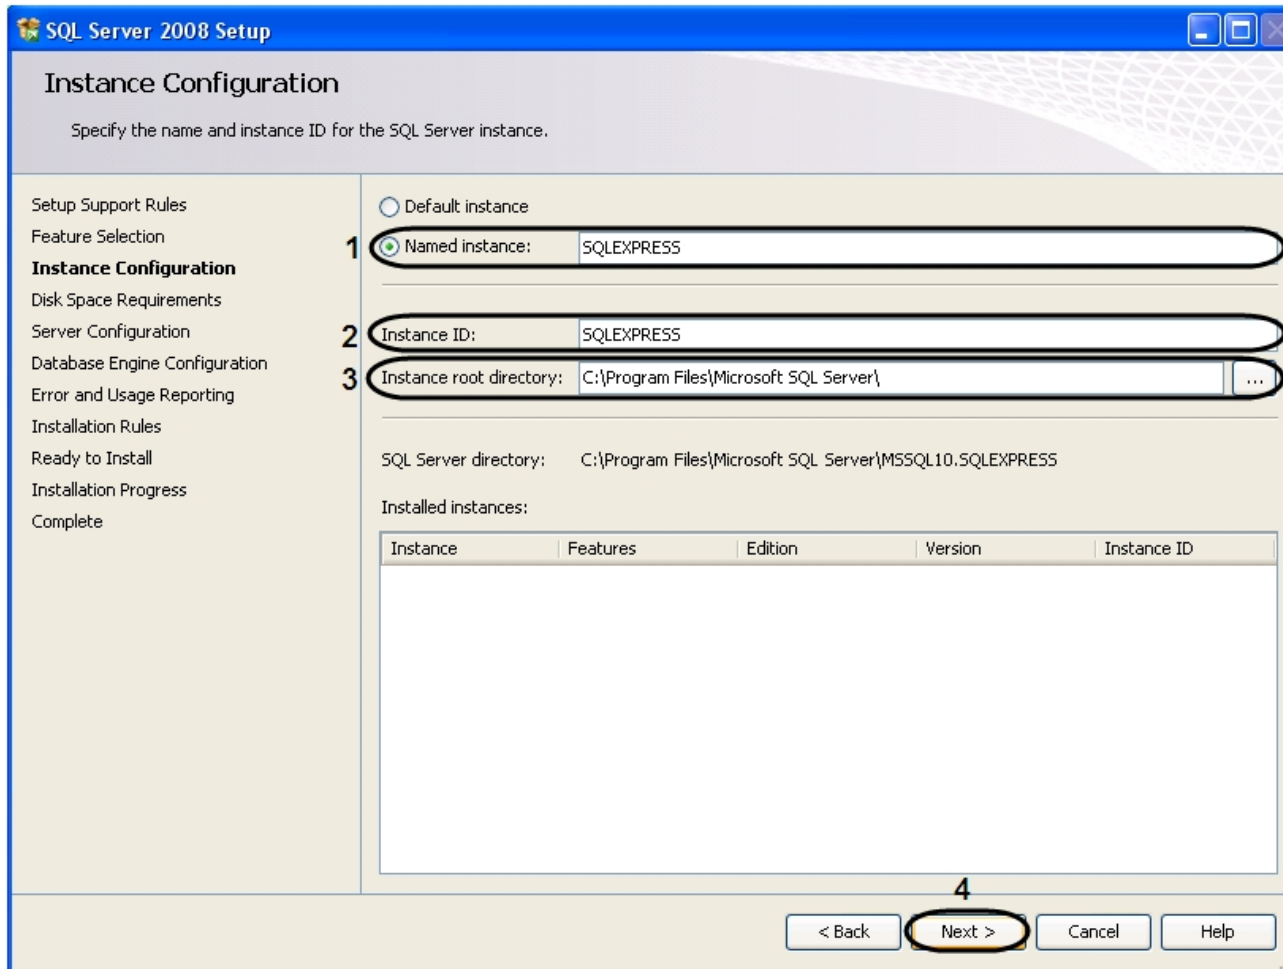 SQL Server 2008 Setup
Instance Configuration
Specify the name and instance ID for the SQL Server instance.
Setup Support Rules
Feature Selection
Instance Configuration
Disk Space Requirements
Server Configuration
Database Engine Configuration
Error and Usage Reporting
Installation Rules
Ready to Install
Installation Progress
Complete
Default instance
1 Named instance: SQLEXPRESS
2 Instance ID: SQLEXPRESS
3 Instance root directory: C:\Program Files\Microsoft SQL Server\ ...
SQL Server directory: C:\Program Files\Microsoft SQL Server\MSSQL10.SQLEXPRESS
Installed instances:
Instance Features Edition Version Instance ID
4
< Back Next > Cancel Help